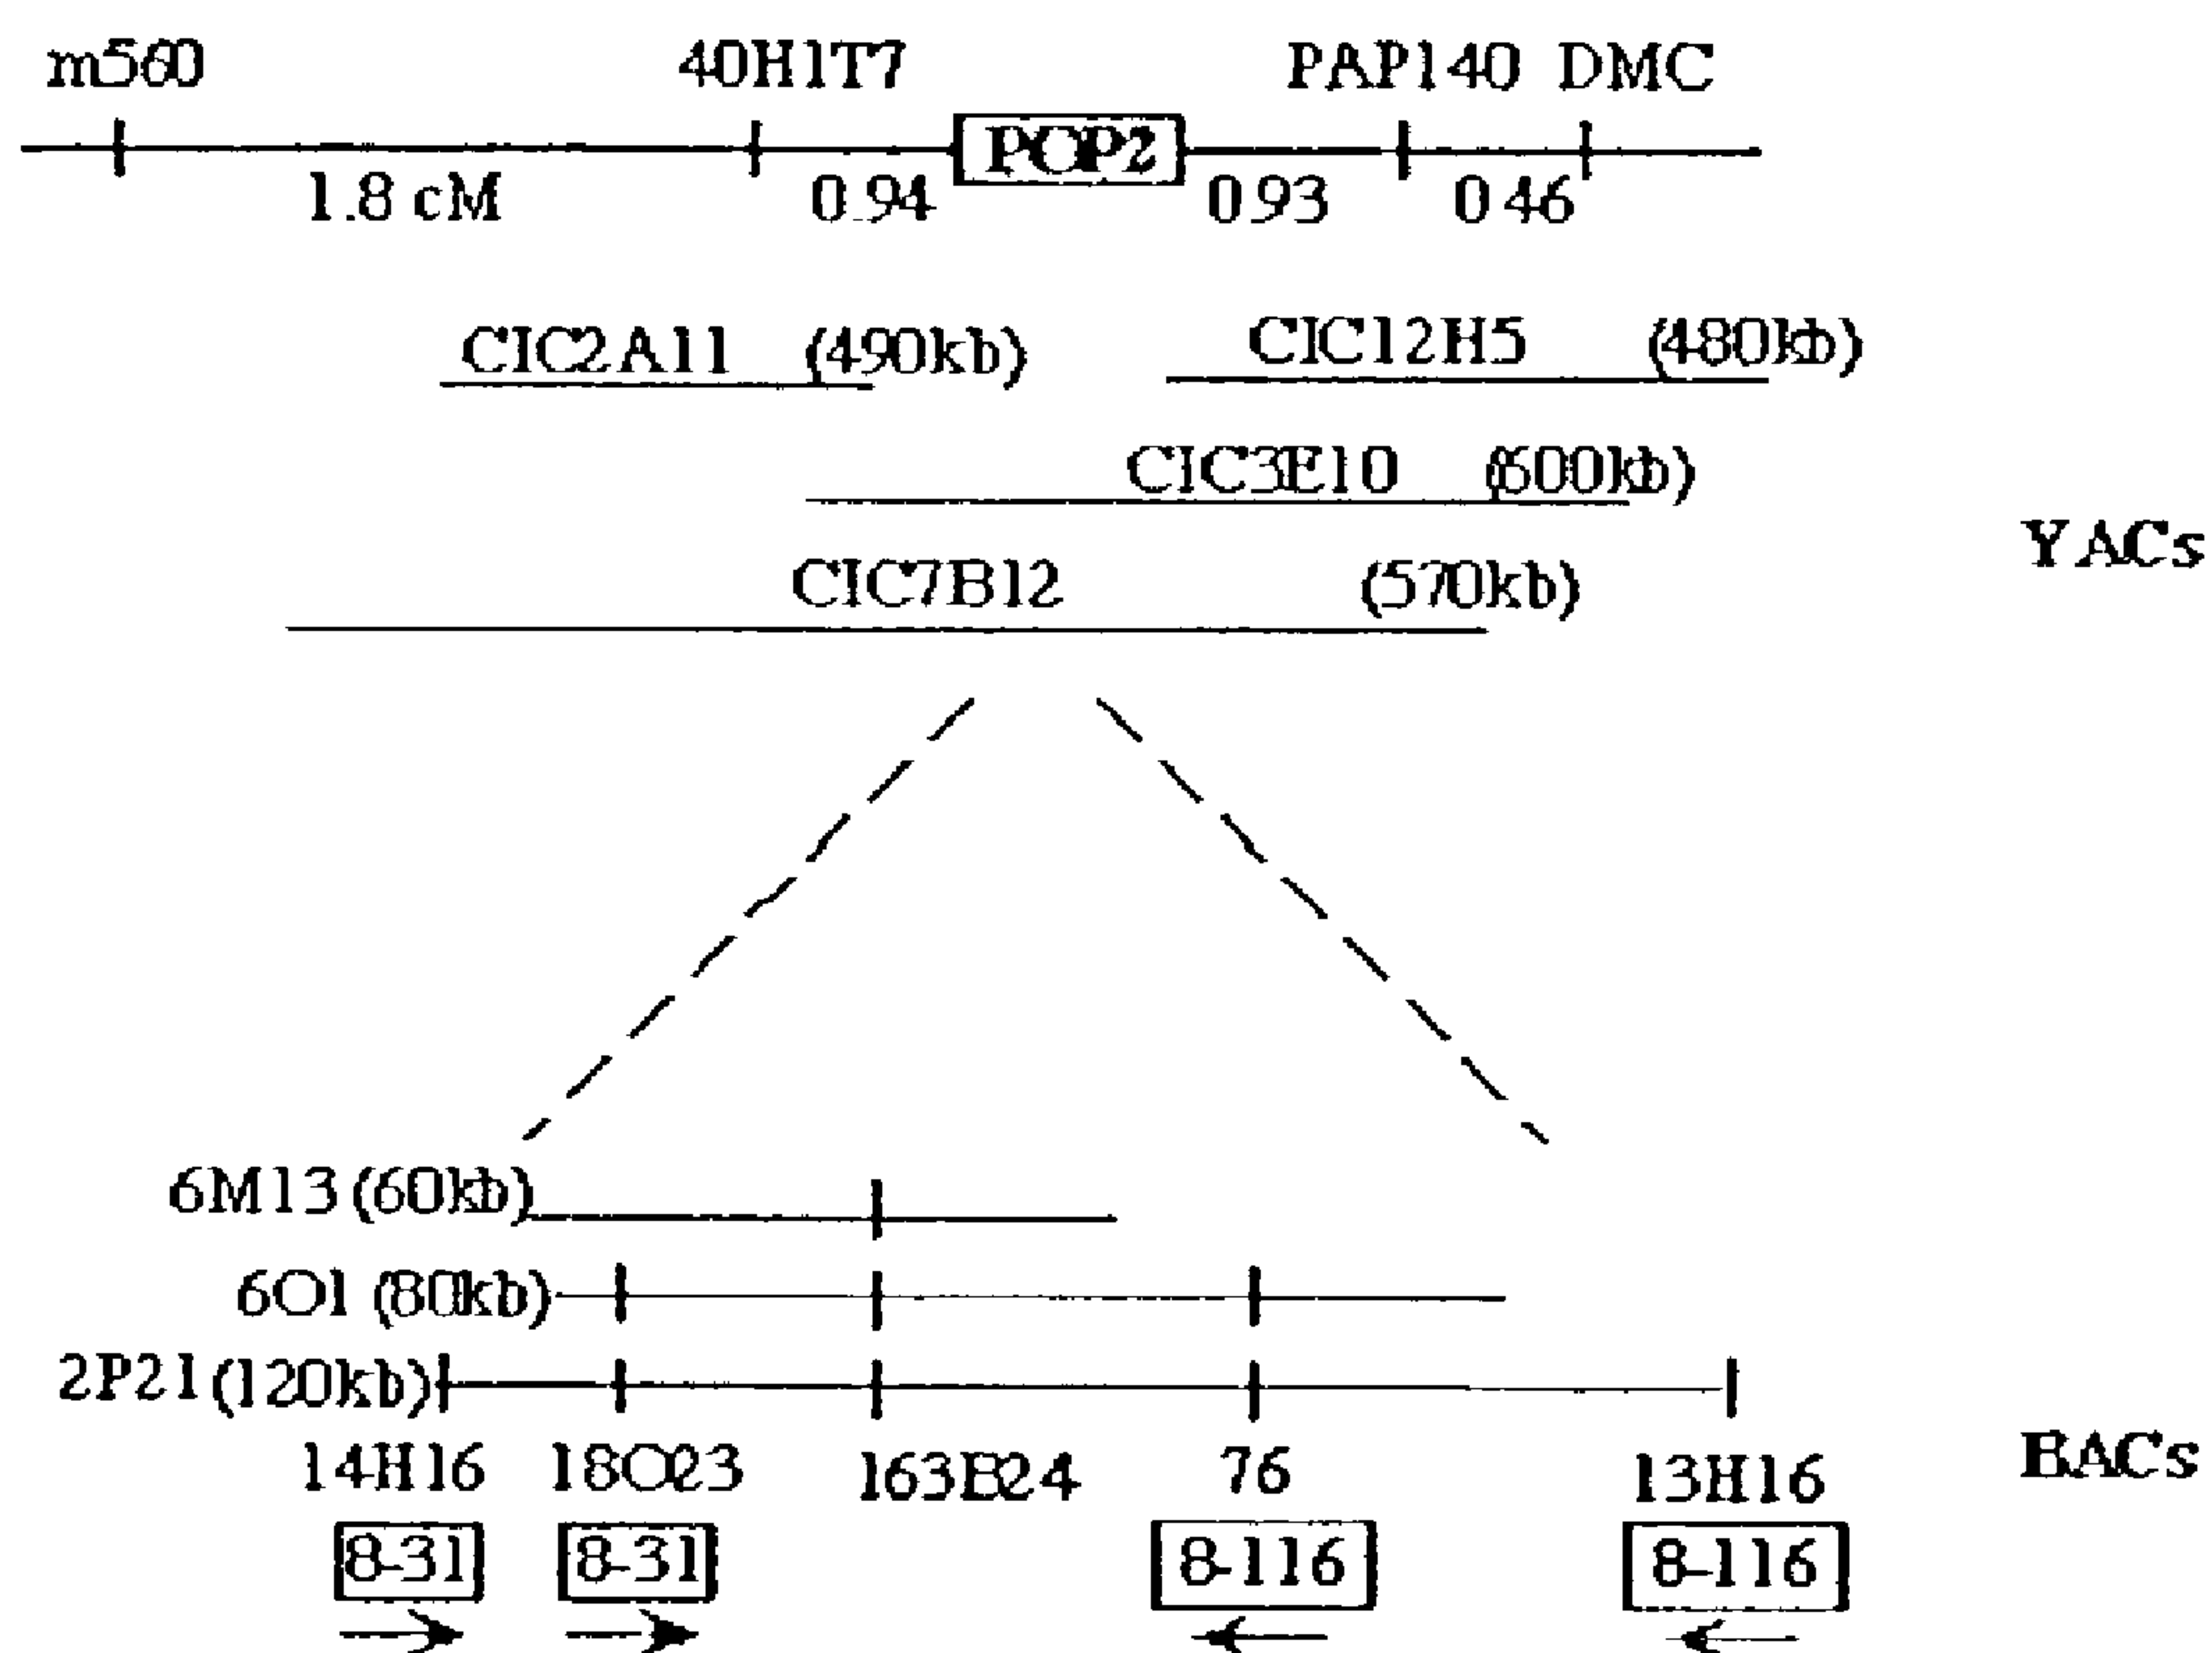 m560 40H1T7 PAP140 DMC
PCP2
1.8 cM 0.94 0.93 0.46
CIC2A11 (490kb) CIC12H5 (480kb)
CIC3E10 (600kb)
YACs
CIC7B12 (570kb)
6M13 (60kb)
6O1 (80kb)
2P21 (120kb)
14H16 18O23 163B24 76 13H16
BACs
8-31 8-31 8-116 8-116